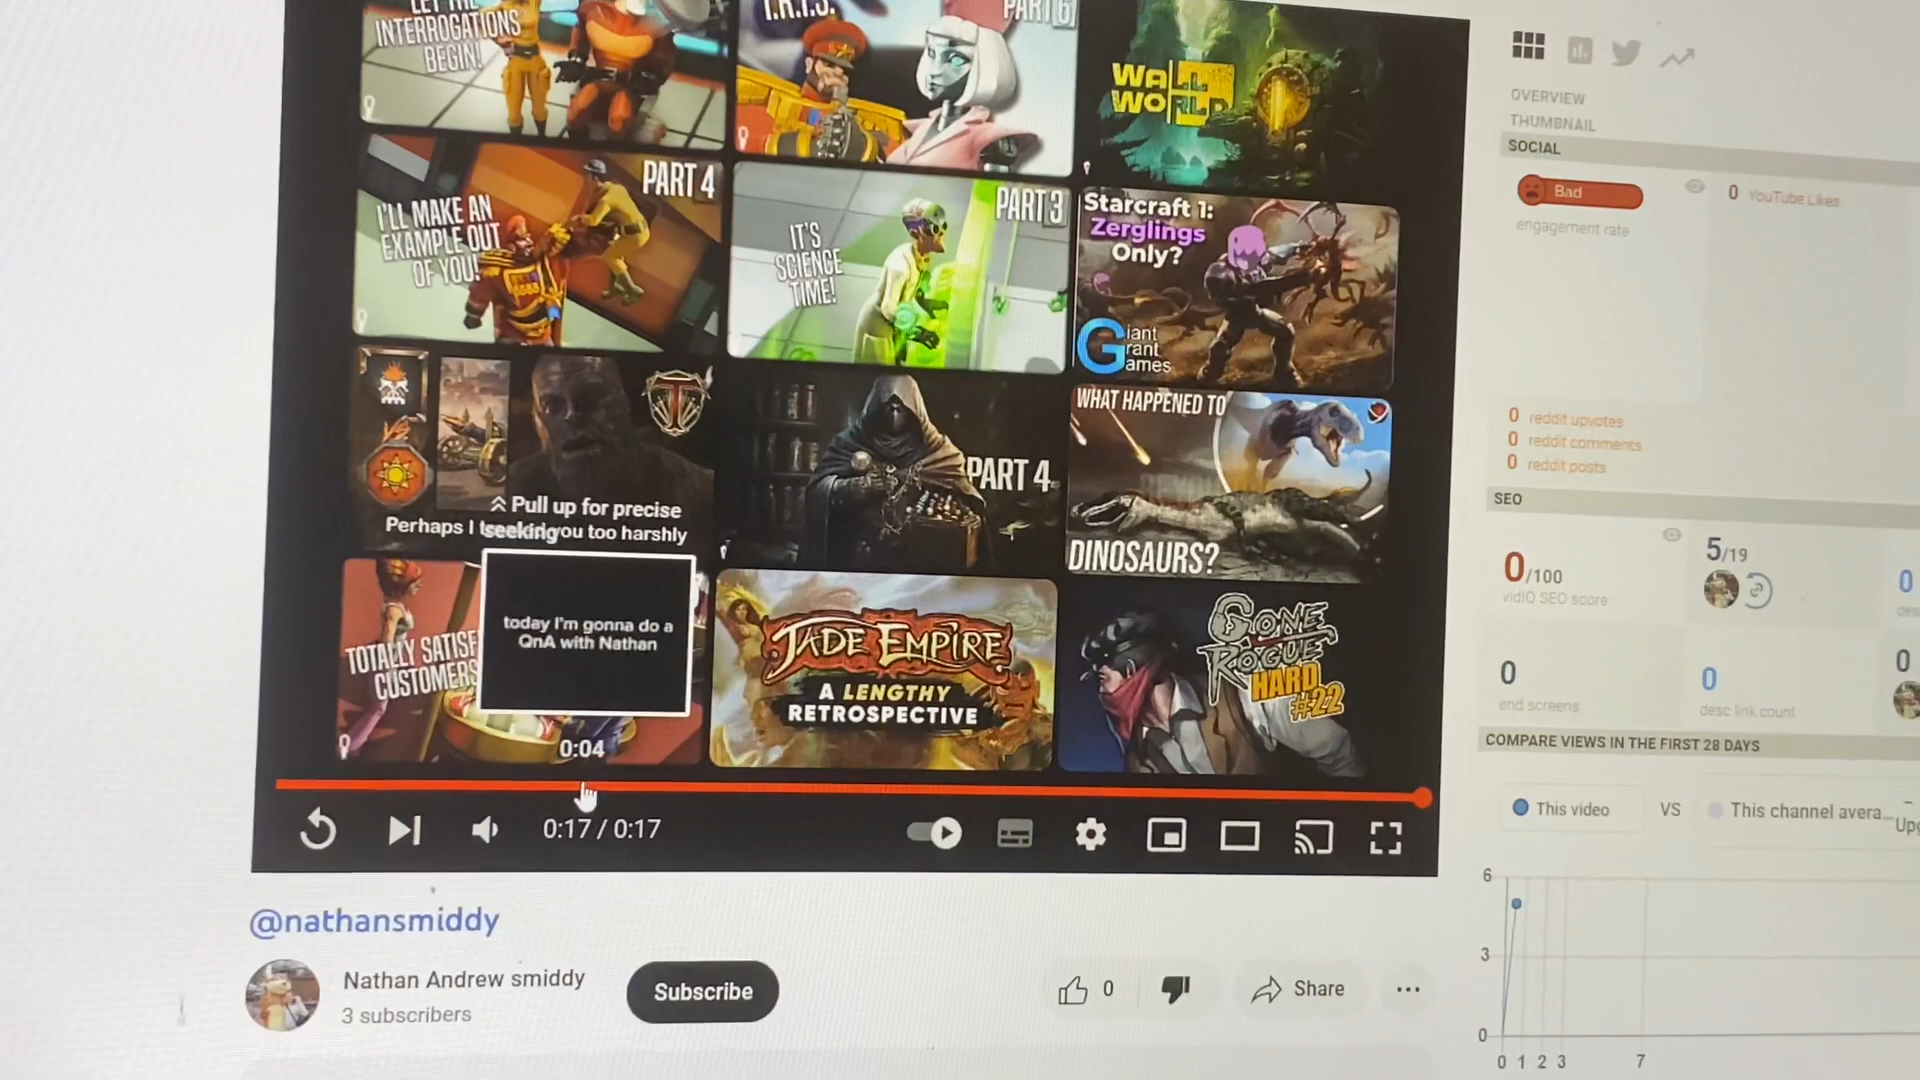 LET THE
INTERROGATIONS
BEGIN!
PART 6
WALL
WORLD
I'LL MAKE AN
EXAMPLE OUT
OF YOU!
PART 4
IT'S
SCIENCE
TIME!
PART 3
Starcraft 1:
Zerglings
Only?
Giant
Grant
Games
VS
PART 4
WHAT HAPPENED TO
DINOSAURS?
Pull up for precise
seeking
Perhaps I
you too harshly
TOTALLY SATISF
CUSTOMERS
today I'm gonna do a
QnA with Nathan
0:04
JADE EMPIRE
A LENGTHY
RETROSPECTIVE
GONE
ROGUE
HARD
#22
0:17 / 0:17
@nathansmiddy
Nathan Andrew smiddy
3 subscribers
Subscribe
0
Share
OVERVIEW
THUMBNAIL
SOCIAL
Bad
engagement rate
0 YouTube Likes
0 reddit upvotes
0 reddit comments
0 reddit posts
SEO
0/100
vidIQ SEO score
5/19
0
0
end screens
0
desc link count
0
COMPARE VIEWS IN THE FIRST 28 DAYS
This video
VS
This channel avera...
Upg
6
3
0
0 1 2 3 7